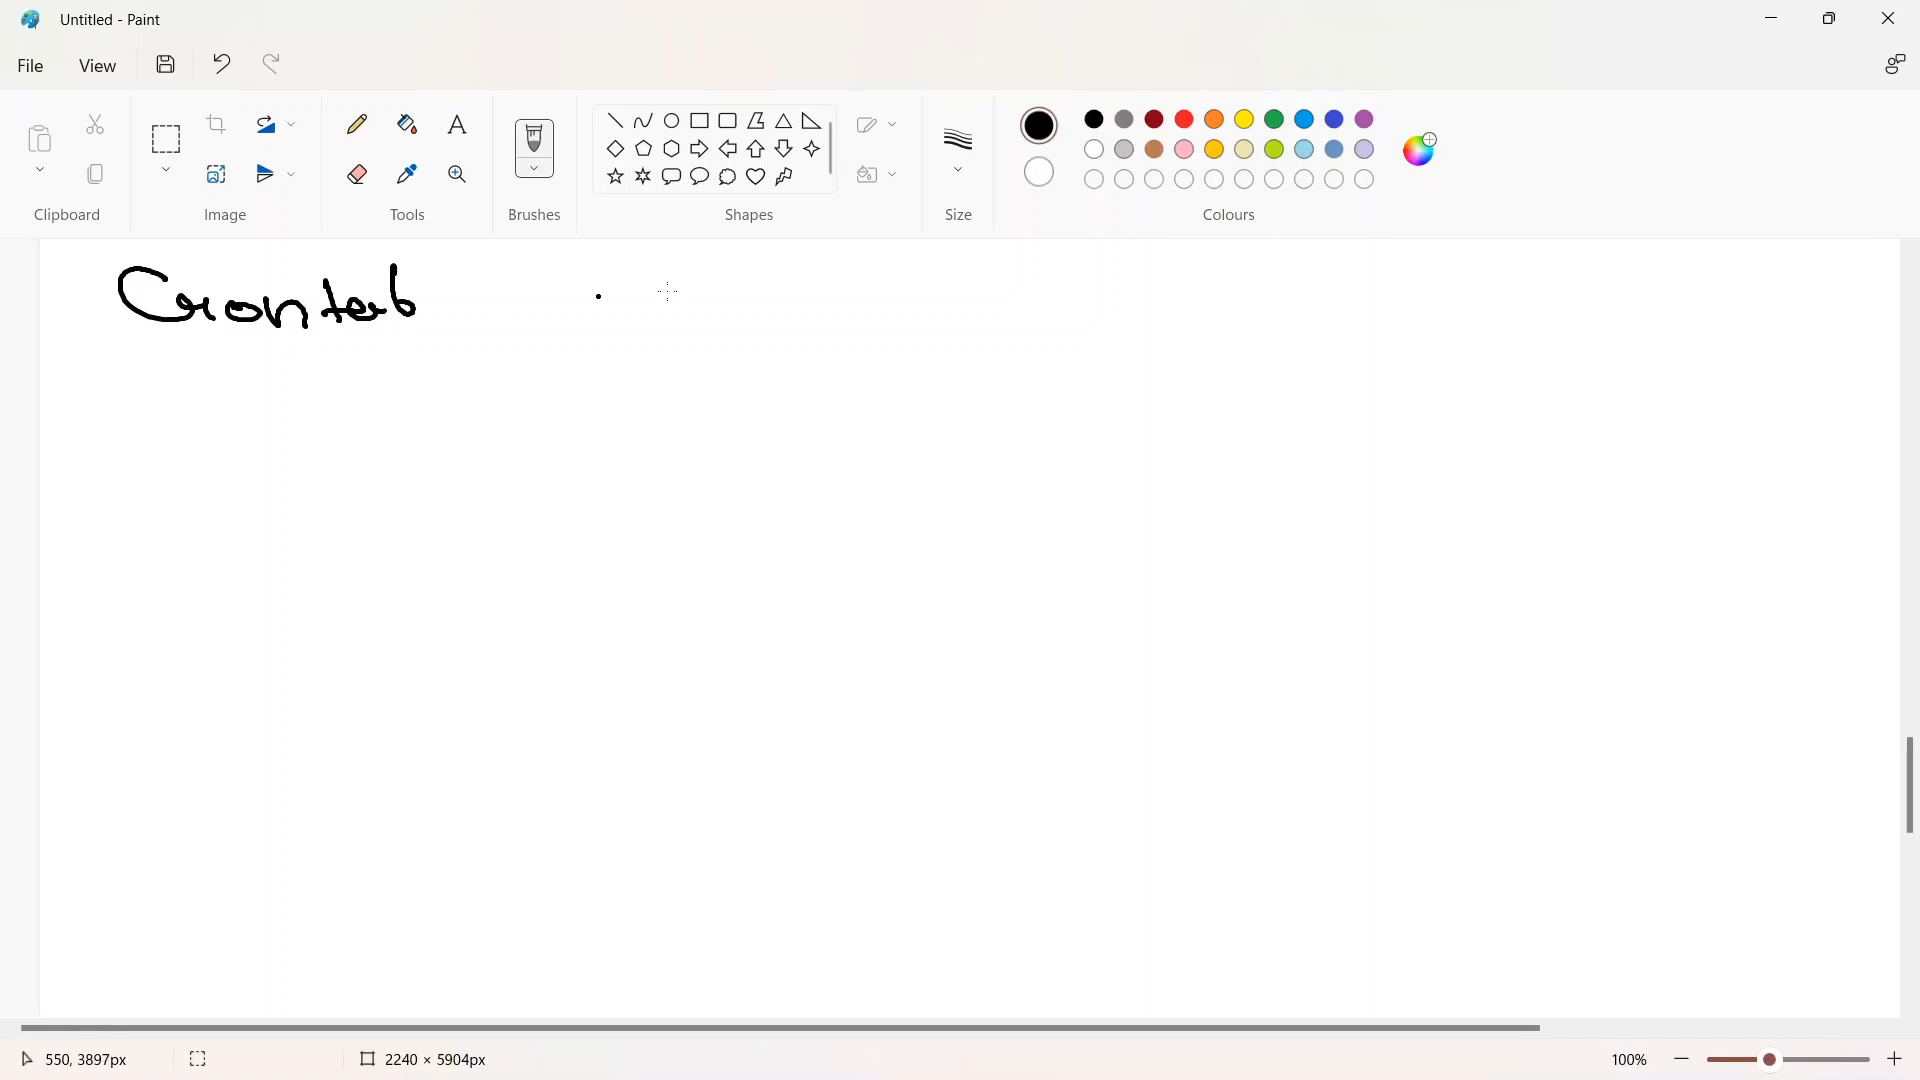 Untitled - Paint
File View
Clipboard Image Tools Brushes Shapes Size Colours
Crontab
550, 3897px 2240 × 5904px 100%